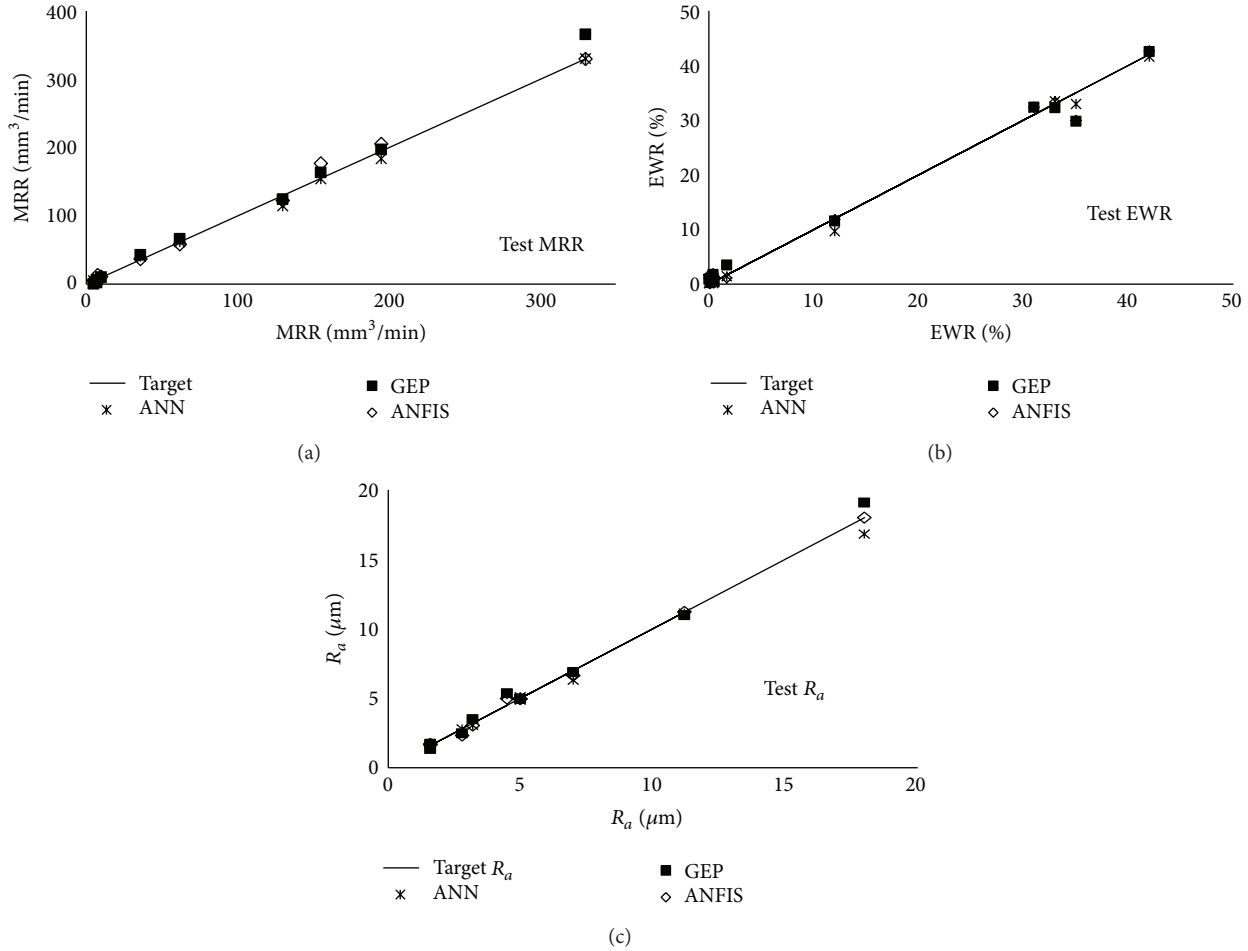 400
300
200
100
0
MRR (mm³/min)
0 100 200 300
MRR (mm³/min)
Test MRR
Target
ANN
GEP
ANFIS
(a)
50
40
30
20
10
0
EWR (%)
0 10 20 30 40 50
EWR (%)
Test EWR
Target
ANN
GEP
ANFIS
(b)
20
15
10
5
0
Rₐ (μm)
0 5 10 15 20
Rₐ (μm)
Test Rₐ
Target Rₐ
ANN
GEP
ANFIS
(c)